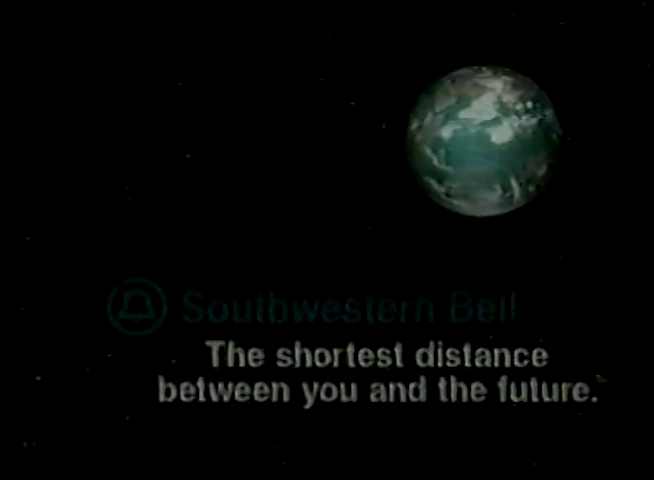 Southwestern Bell
The shortest distance
between you and the future.